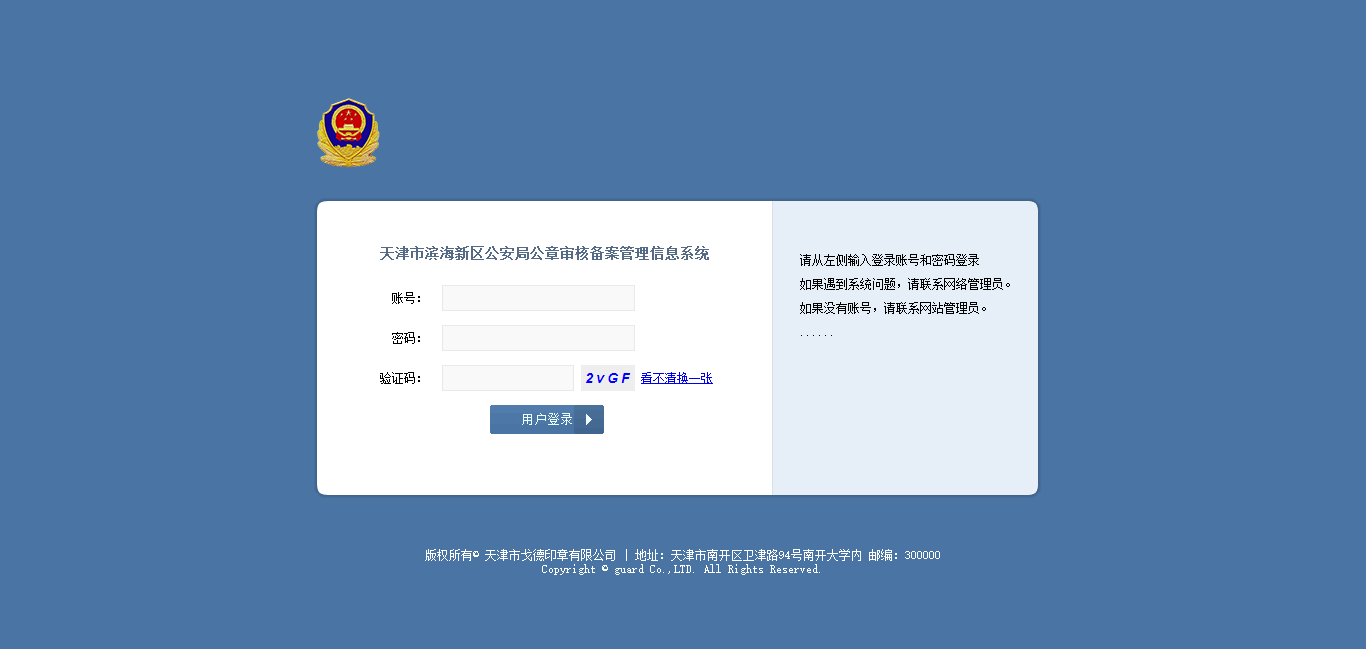 天津市滨海新区公安局公章审核备案管理信息系统
账号：
密码：
验证码：
2vGF
看不清换一张
用户登录
请从左侧输入登录账号和密码登录
如果遇到系统问题，请联系网络管理员。
如果没有账号，请联系网站管理员。
......
版权所有© 天津市戈德印章有限公司 | 地址：天津市南开区卫津路94号南开大学内 邮编：300000
Copyright © guard Co.,LTD. All Rights Reserved.